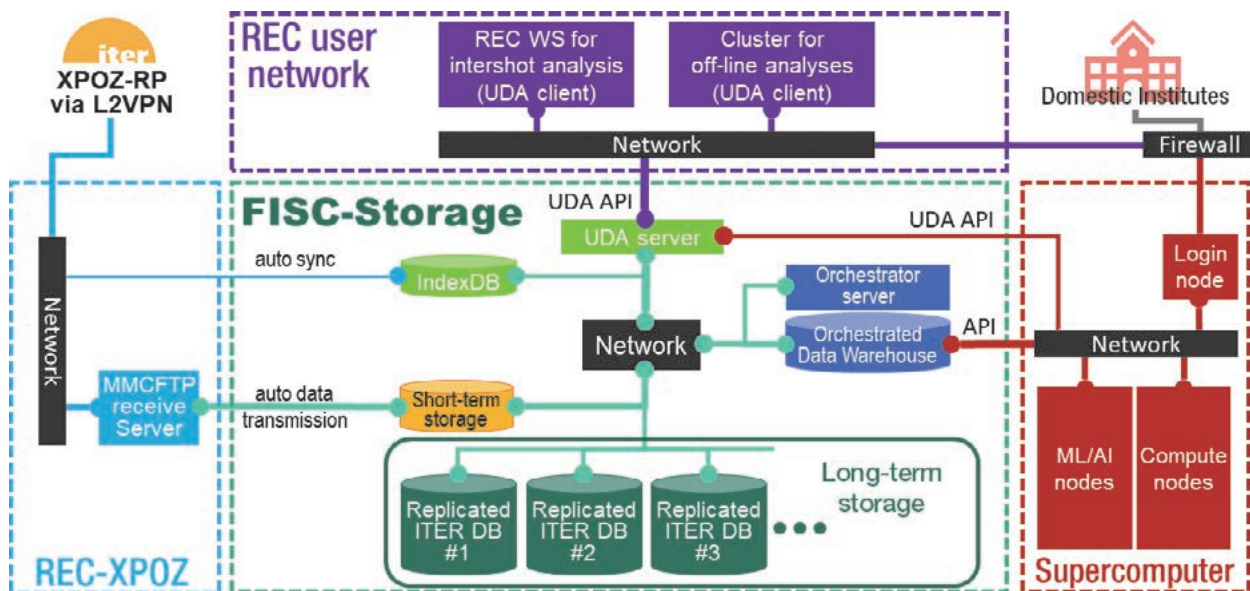 iter
XPOZ-RP
via L2VPN
REC user
network
REC WS for
intershot analysis
(UDA client)
Cluster for
off-line analyses
(UDA client)
Network
Domestic Institutes
Firewall
FISC-Storage
UDA API
UDA server
UDA API
Login
node
auto sync
IndexDB
Orchestrator
server
Network
Network
Orchestrated
Data Warehouse
API
Network
MMCFTP
receive
Server
auto data
transmission
Short-term
storage
ML/AI
nodes
Compute
nodes
Replicated
ITER DB
#1
Replicated
ITER DB
#2
Replicated
ITER DB
#3
Long-term
storage
REC-XPOZ
Supercomputer